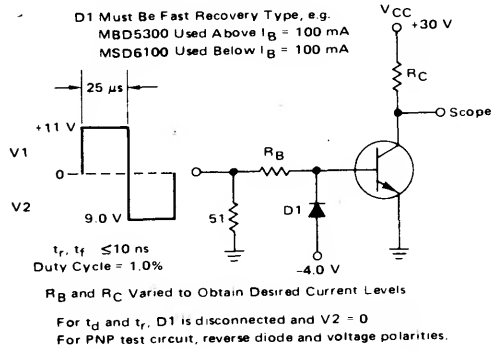 D1 Must Be Fast Recovery Type, e.g.
MBD5300 Used Above IB = 100 mA
MSD6100 Used Below IB = 100 mA
VCC
+30 V
RC
Scope
25 μs
+11 V
V1
0
V2
9.0 V
RB
51
D1
-4.0 V
tr, tf ≤10 ns
Duty Cycle = 1.0%
RB and RC Varied to Obtain Desired Current Levels
For td and tr, D1 is disconnected and V2 = 0
For PNP test circuit, reverse diode and voltage polarities.